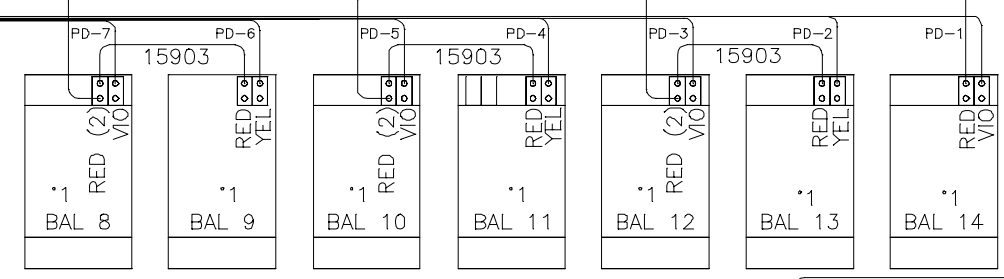 PD-7 PD-6 PD-5 PD-4 PD-3 PD-2 PD-1
15903 15903 15903
RED (2) VIO RED YEL RED (2) VIO RED YEL RED (2) VIO RED YEL RED VIO
*1 *1 *1 *1 *1 *1 *1
BAL 8 BAL 9 BAL 10 BAL 11 BAL 12 BAL 13 BAL 14